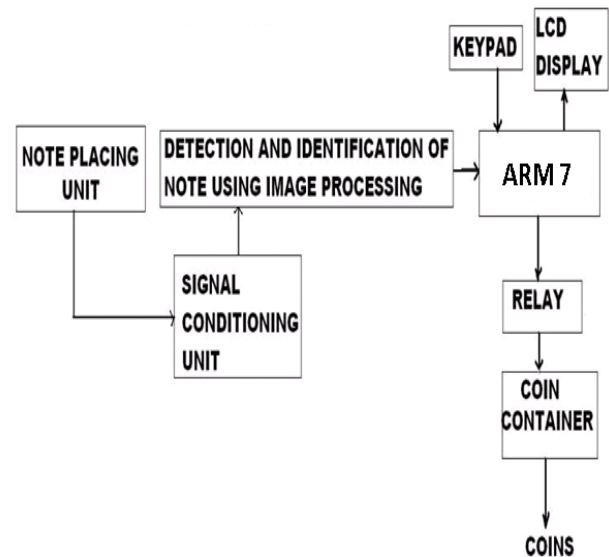 NOTE PLACING
UNIT
DETECTION AND IDENTIFICATION OF
NOTE USING IMAGE PROCESSING
SIGNAL
CONDITIONING
UNIT
KEYPAD
LCD
DISPLAY
ARM 7
RELAY
COIN
CONTAINER
COINS